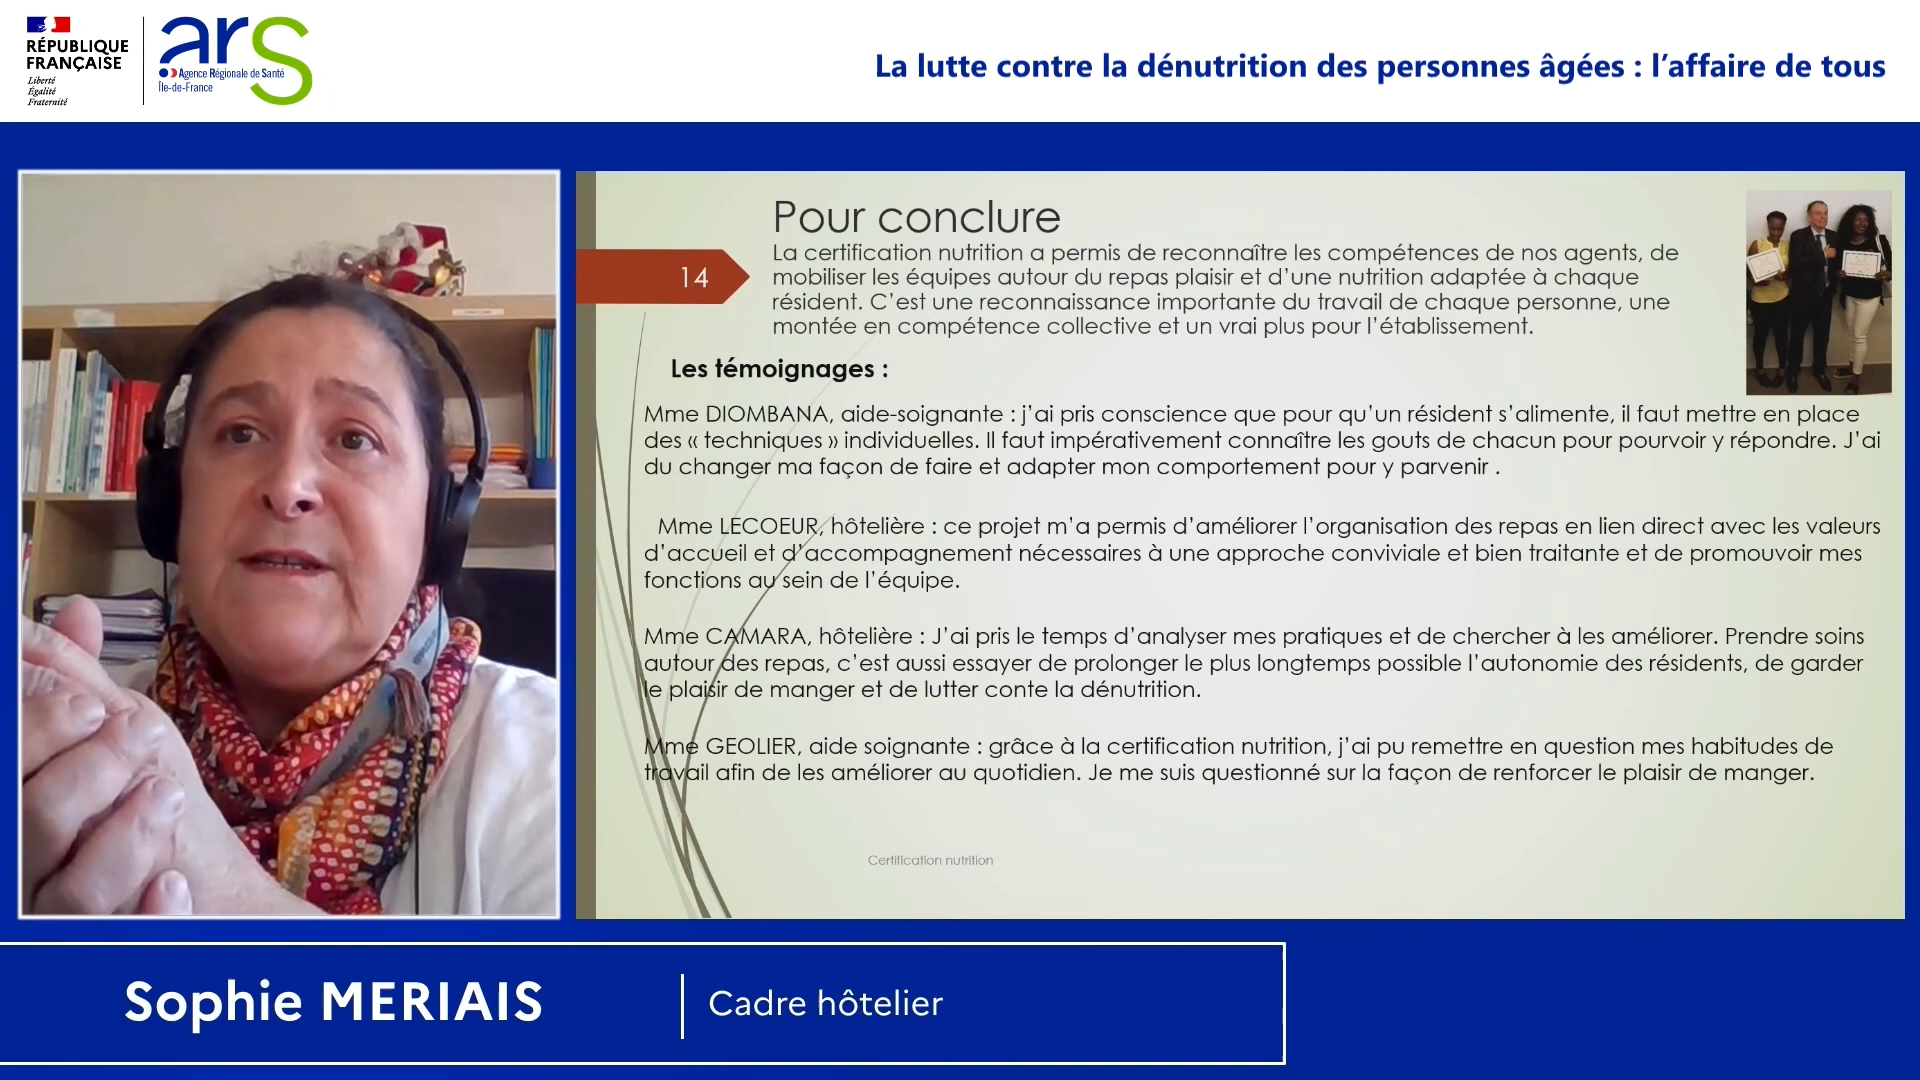 RÉPUBLIQUE
FRANÇAISE
Liberté
Égalité
Fraternité
ars
Agence Régionale de Santé
Île-de-France
La lutte contre la dénutrition des personnes âgées : l’affaire de tous
Pour conclure
14
La certification nutrition a permis de reconnaître les compétences de nos agents, de
mobiliser les équipes autour du repas plaisir et d’une nutrition adaptée à chaque
résident. C’est une reconnaissance importante du travail de chaque personne, une
montée en compétence collective et un vrai plus pour l’établissement.
Les témoignages :
Mme DIOMBANA, aide-soignante : j’ai pris conscience que pour qu’un résident s’alimente, il faut mettre en place
des « techniques » individuelles. Il faut impérativement connaître les gouts de chacun pour pourvoir y répondre. J’ai
du changer ma façon de faire et adapter mon comportement pour y parvenir .
Mme LECOEUR, hôtelière : ce projet m’a permis d’améliorer l’organisation des repas en lien direct avec les valeurs
d’accueil et d’accompagnement nécessaires à une approche conviviale et bien traitante et de promouvoir mes
fonctions au sein de l’équipe.
Mme CAMARA, hôtelière : J’ai pris le temps d’analyser mes pratiques et de chercher à les améliorer. Prendre soins
autour des repas, c’est aussi essayer de prolonger le plus longtemps possible l’autonomie des résidents, de garder
le plaisir de manger et de lutter conte la dénutrition.
Mme GEOLIER, aide soignante : grâce à la certification nutrition, j’ai pu remettre en question mes habitudes de
travail afin de les améliorer au quotidien. Je me suis questionné sur la façon de renforcer le plaisir de manger.
Certification nutrition
Sophie MERIAIS
Cadre hôtelier